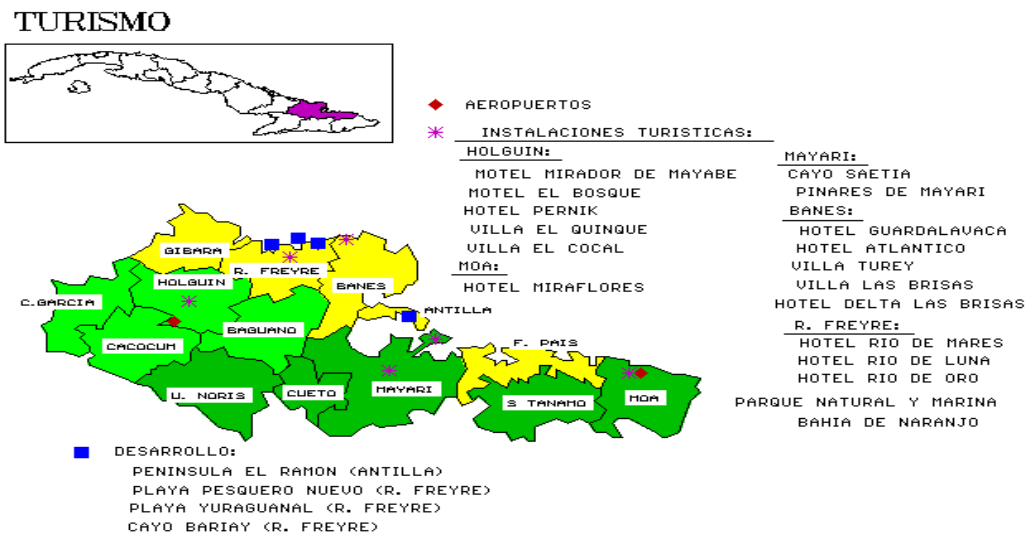 TURISMO
AEROPUERTOS
INSTALACIONES TURISTICAS:
HOLGUIN:
MOTEL MIRADOR DE MAYABE
MOTEL EL BOSQUE
HOTEL PERNIK
VILLA EL QUINQUE
VILLA EL COCAL
MOA:
HOTEL MIRAFLORES
MAYARI:
CAYO SAETIA
PINARES DE MAYARI
BANES:
HOTEL GUARDALAVACA
HOTEL ATLANTICO
VILLA TUREY
VILLA LAS BRISAS
HOTEL DELTA LAS BRISAS
R. FREYRE:
HOTEL RIO DE MARES
HOTEL RIO DE LUNA
HOTEL RIO DE ORO
PARQUE NATURAL Y MARINA
BAHIA DE NARANJO
GIBARA
R. FREYRE
HOLGUIN
BANES
C.GARCIA
ANTILLA
BAGUANO
CACOCUM
F. PAIS
MAYARI
U. NORIS
CUETO
S TANAMO
MOA
DESARROLLO:
PENINSULA EL RAMON (ANTILLA)
PLAYA PESQUERO NUEVO (R. FREYRE)
PLAYA YURAGUANAL (R. FREYRE)
CAYO BARIAY (R. FREYRE)